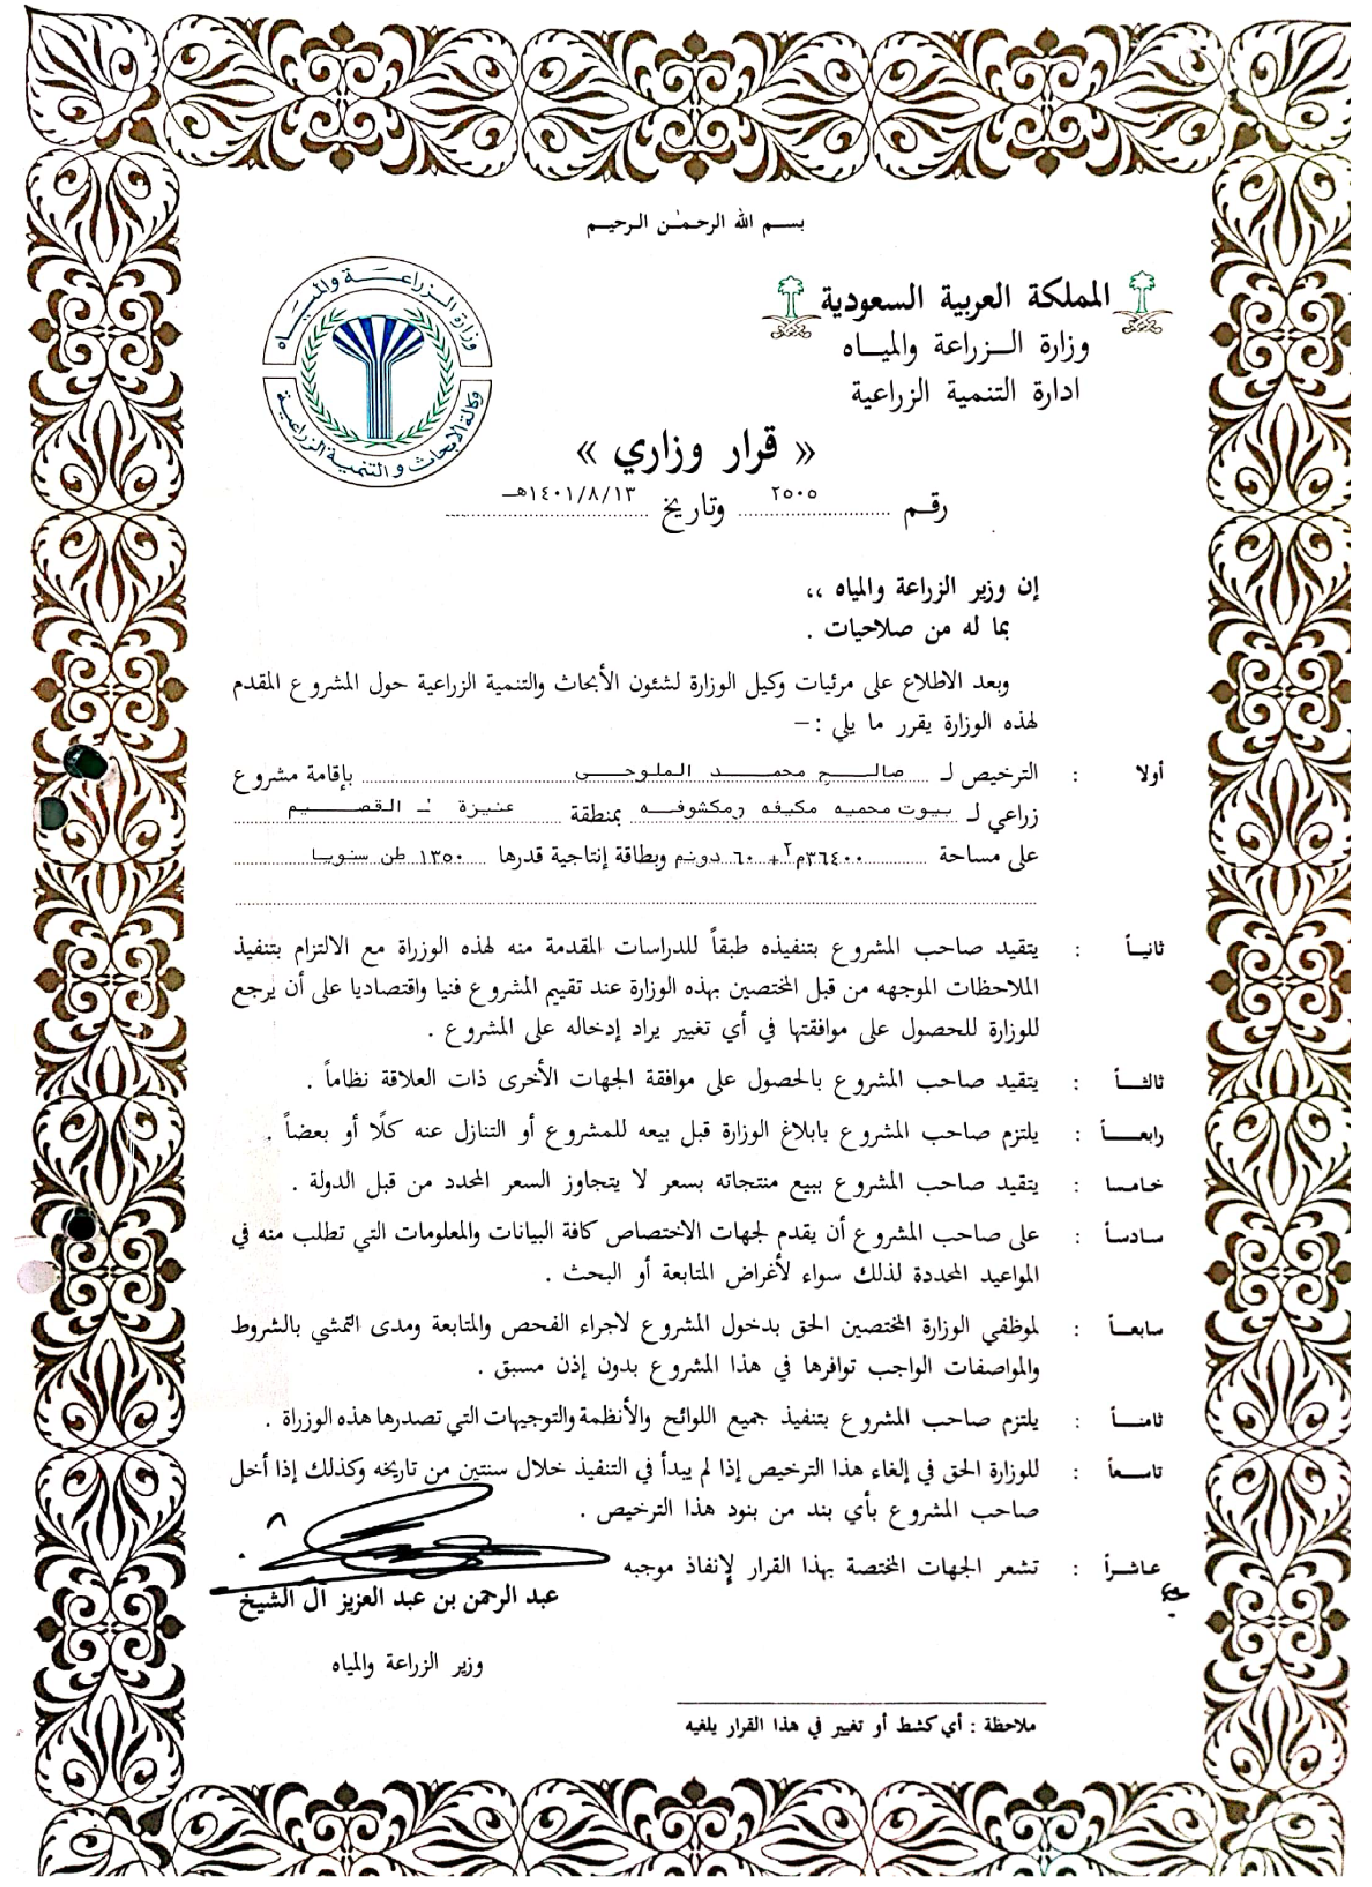 بسم الله الرحمن الرحيم
المملكة العربية السعودية
وزارة الزراعة والمياه
ادارة التنمية الزراعية
وزارة الزراعة والمياه
وكالة الابحاث والتنمية الزراعية
« قرار وزاري »
رقم ٢٥٠٥ وتاريخ ١٤٠١/٨/١٣هـ
إن وزير الزراعة والمياه ،،
بما له من صلاحيات .
وبعد الاطلاع على مرئيات وكيل الوزارة لشئون الأبحاث والتنمية الزراعية حول المشروع المقدم
لهذه الوزارة يقرر ما يلي :–
أولا : الترخيص لـ صالح محمد الملوحي بإقامة مشروع
زراعي لـ بيوت محميه مكيفه ومكشوفه بمنطقة عنيزة - القصيم
على مساحة ٣٦٤٠٠م٢ + ٦٠ دونم وبطاقة إنتاجية قدرها ١٣٥٠ طن سنويا
ثانياً : يتقيد صاحب المشروع بتنفيذه طبقاً للدراسات المقدمة منه لهذه الوزراة مع الالتزام بتنفيذ
الملاحظات الموجهه من قبل المختصين بهذه الوزارة عند تقييم المشروع فنيا واقتصاديا على أن يرجع
للوزارة للحصول على موافقتها في أي تغيير يراد إدخاله على المشروع .
ثالثاً : يتقيد صاحب المشروع بالحصول على موافقة الجهات الأخرى ذات العلاقة نظاماً .
رابعاً : يلتزم صاحب المشروع بابلاغ الوزارة قبل بيعه للمشروع أو التنازل عنه كلًا أو بعضاً .
خامسا : يتقيد صاحب المشروع ببيع منتجاته بسعر لا يتجاوز السعر المحدد من قبل الدولة .
سادسأ : على صاحب المشروع أن يقدم لجهات الاختصاص كافة البيانات والمعلومات التي تطلب منه في
المواعيد المحددة لذلك سواء لأغراض المتابعة أو البحث .
سابعاً : لموظفي الوزارة المختصين الحق بدخول المشروع لاجراء الفحص والمتابعة ومدى التمشي بالشروط
والمواصفات الواجب توافرها في هذا المشروع بدون إذن مسبق .
ثامنـاً : يلتزم صاحب المشروع بتنفيذ جميع اللوائح والأنظمة والتوجيهات التي تصدرها هذه الوزراة .
تاسعاً : للوزارة الحق في إلغاء هذا الترخيص إذا لم يبدأ في التنفيذ خلال سنتين من تاريخه وكذلك إذا أخل
صاحب المشروع بأي بند من بنود هذا الترخيص .
عاشراً : تشعر الجهات المختصة بهذا القرار لإنفاذ موجبه
عبد الرحمن بن عبد العزيز ال الشيخ
وزير الزراعة والمياه
ملاحظة : أي كشط أو تغيير في هذا القرار يلغيه